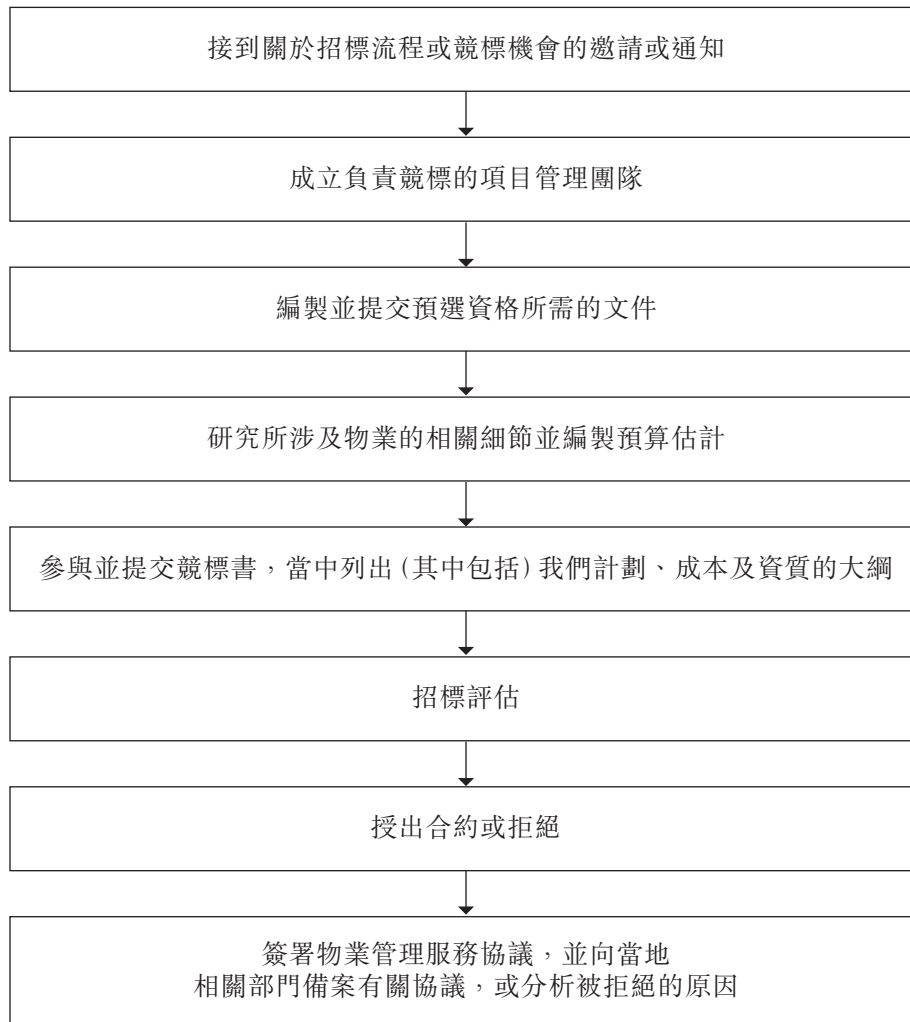 接到關於招標流程或競標機會的邀請或通知
成立負責競標的項目管理團隊
編製並提交預選資格所需的文件
研究所涉及物業的相關細節並編製預算估計
參與並提交競標書，當中列出(其中包括)我們計劃、成本及資質的大綱
招標評估
授出合約或拒絕
簽署物業管理服務協議，並向當地
相關部門備案有關協議，或分析被拒絕的原因